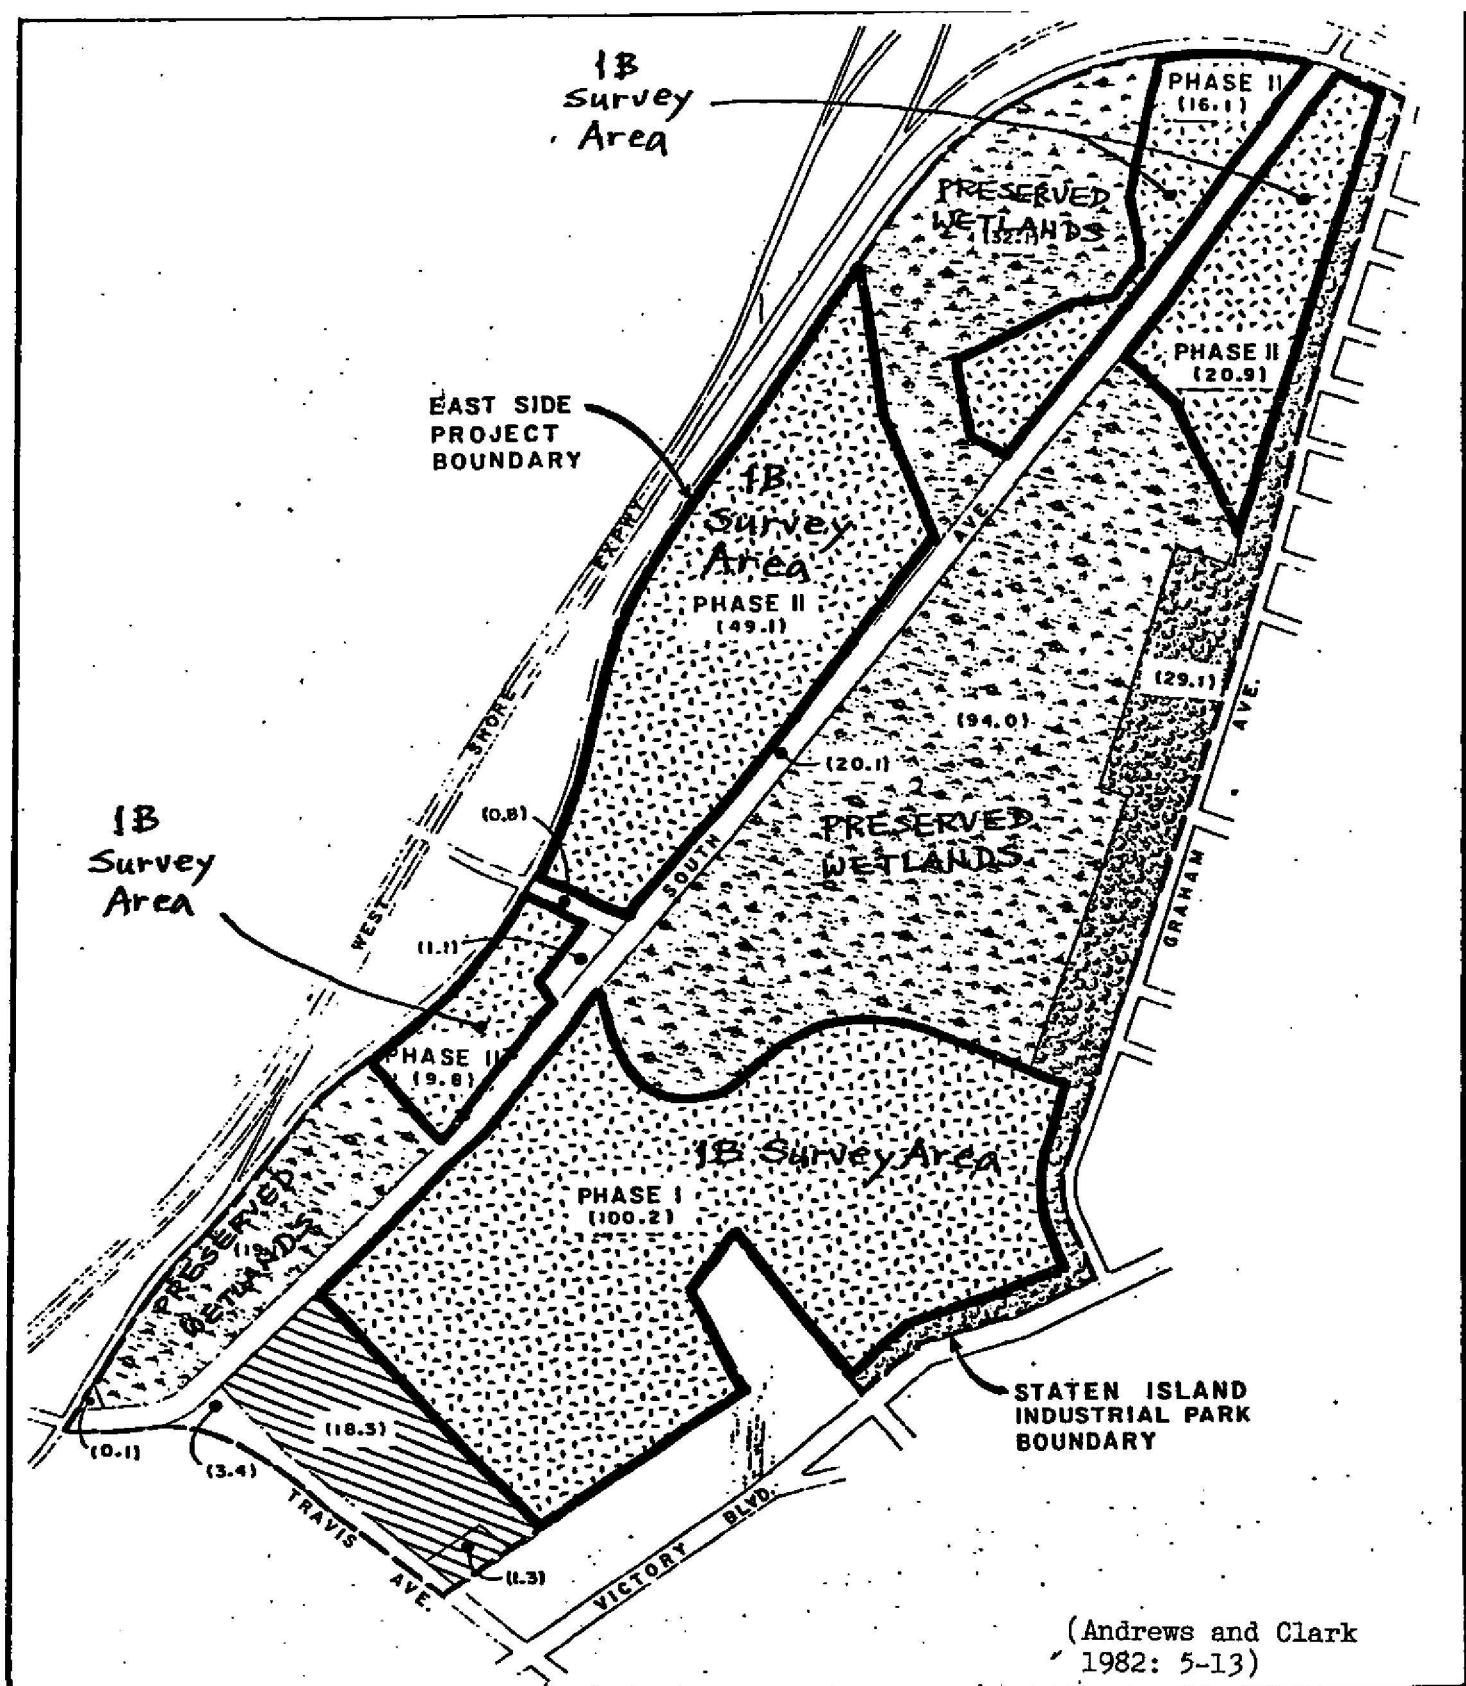 1B
Survey
Area
PHASE II
(16.1)
PRESERVED
WETLANDS
(32.1)
PHASE II
(20.9)
EAST SIDE
PROJECT
BOUNDARY
1B
Survey
Area
PHASE II
(49.1)
WEST SHORE EXPWY
SOUTH AVE.
(29.1)
(94.0)
(20.1)
PRESERVED
WETLANDS
GRAHAM AVE.
(0.8)
1B
Survey
Area
(1.1)
PHASE II
(9.8)
1B Survey Area
PHASE I
(100.2)
PRESERVED
WETLANDS
STATEN ISLAND
INDUSTRIAL PARK
BOUNDARY
(18.3)
(0.1)
(3.4)
TRAVIS AVE.
(1.3)
VICTORY BLVD.
(Andrews and Clark
1982: 5-13)